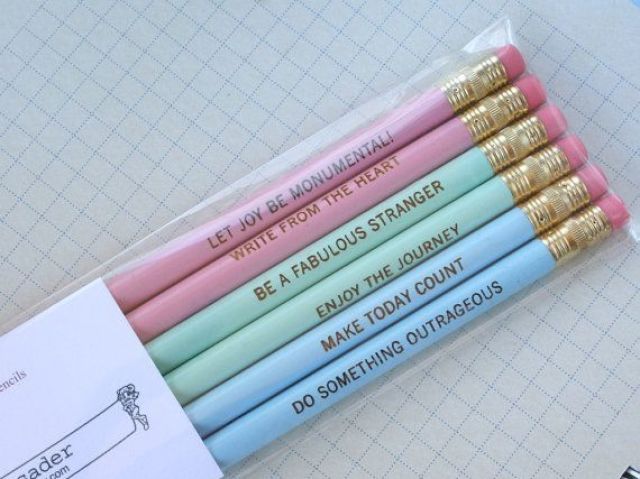 LET JOY BE MONUMENTAL!
WRITE FROM THE HEART
BE A FABULOUS STRANGER
ENJOY THE JOURNEY
MAKE TODAY COUNT
DO SOMETHING OUTRAGEOUS